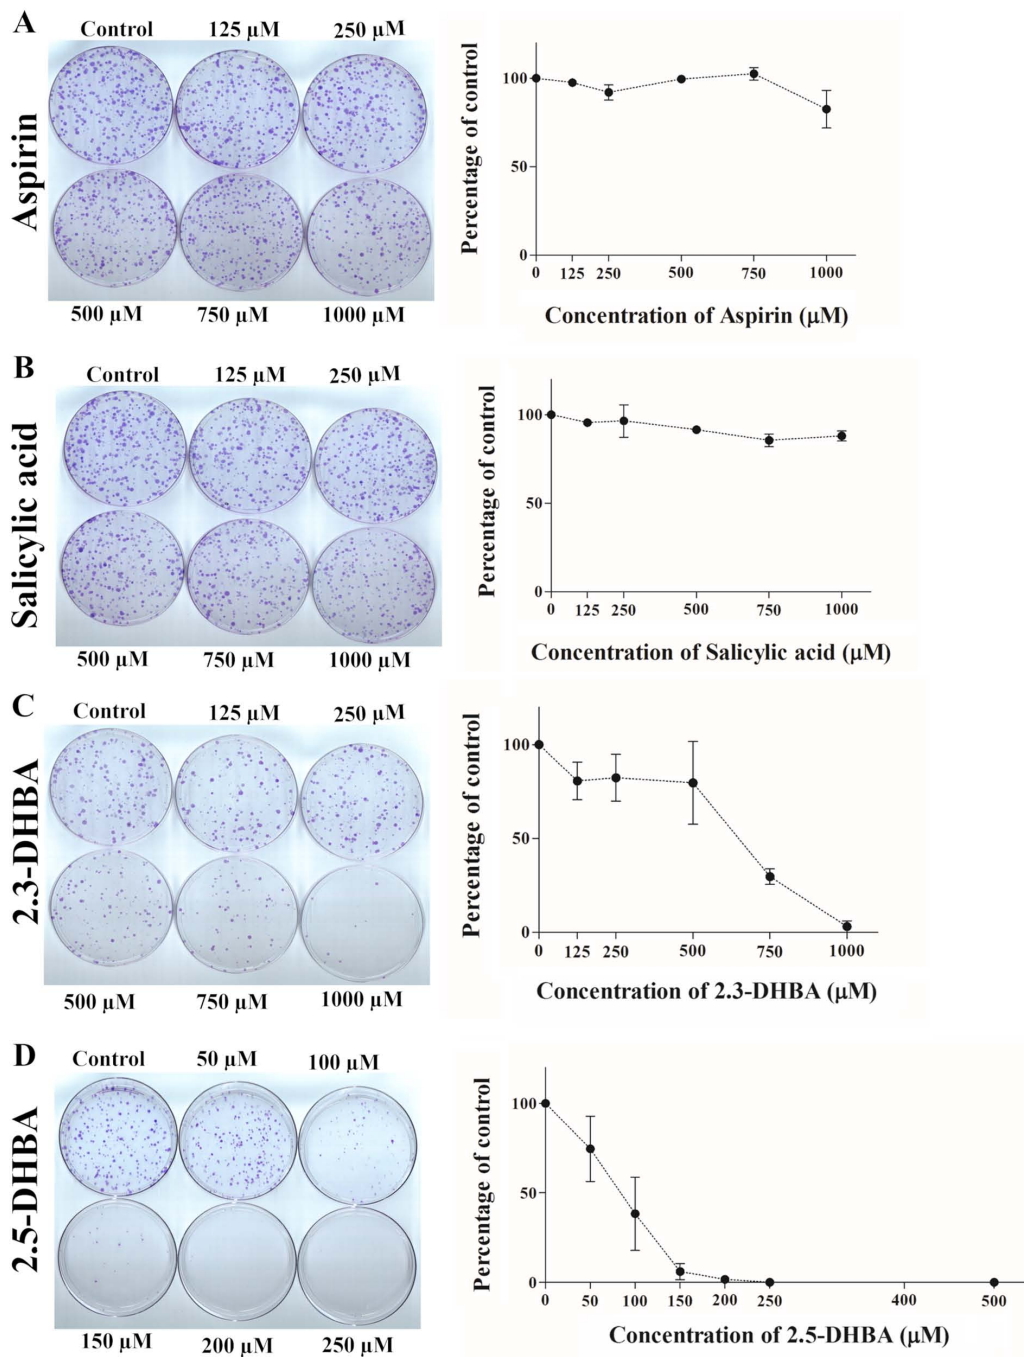 A
Control 125 µM 250 µM
Aspirin
500 µM 750 µM 1000 µM
Percentage of control
100
50
0
0 125 250 500 750 1000
Concentration of Aspirin (µM)
B
Control 125 µM 250 µM
Salicylic acid
500 µM 750 µM 1000 µM
Percentage of control
100
50
0
0 125 250 500 750 1000
Concentration of Salicylic acid (µM)
C
Control 125 µM 250 µM
2.3-DHBA
500 µM 750 µM 1000 µM
Percentage of control
100
50
0
0 125 250 500 750 1000
Concentration of 2.3-DHBA (µM)
D
Control 50 µM 100 µM
2.5-DHBA
150 µM 200 µM 250 µM
Percentage of control
100
50
0
0 50 100 150 200 250 400 500
Concentration of 2.5-DHBA (µM)